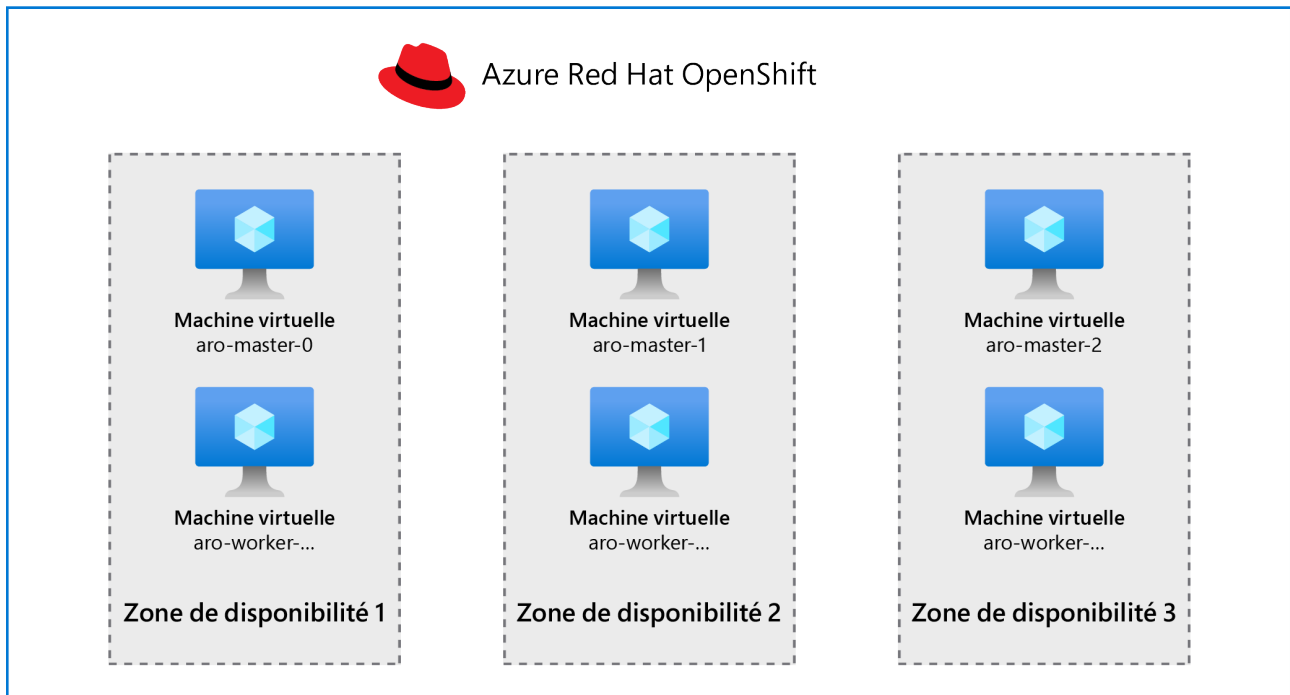 Azure Red Hat OpenShift
Machine virtuelle
aro-master-0
Machine virtuelle
aro-worker-...
Zone de disponibilité 1
Machine virtuelle
aro-master-1
Machine virtuelle
aro-worker-...
Zone de disponibilité 2
Machine virtuelle
aro-master-2
Machine virtuelle
aro-worker-...
Zone de disponibilité 3